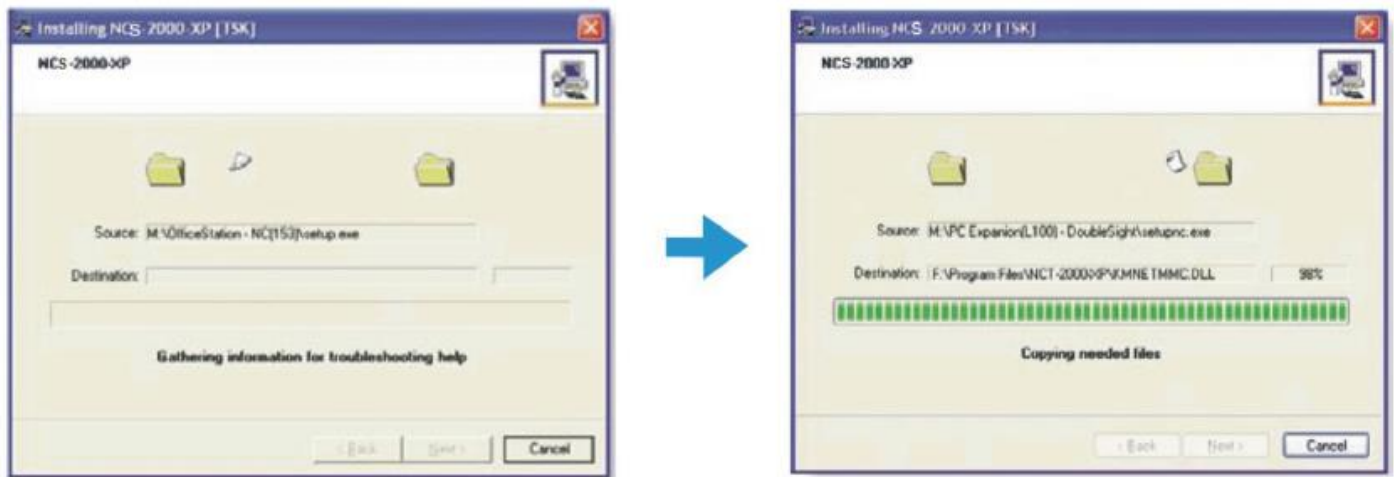 Installing NCS-2000-XP [TSK]
NCS-2000-XP
Source: M:\OfficeStation - NC[153]\setup.exe
Destination:
Gathering information for troubleshooting help
< Back Next > Cancel
Installing NCS-2000-XP [TSK]
NCS-2000-XP
Source: M:\PC Expanion(L100) - DoubleSight\setupnc.exe
Destination: F:\Program Files\NCT-2000-XP\KMNETMMC.DLL 98%
Copying needed files
< Back Next > Cancel